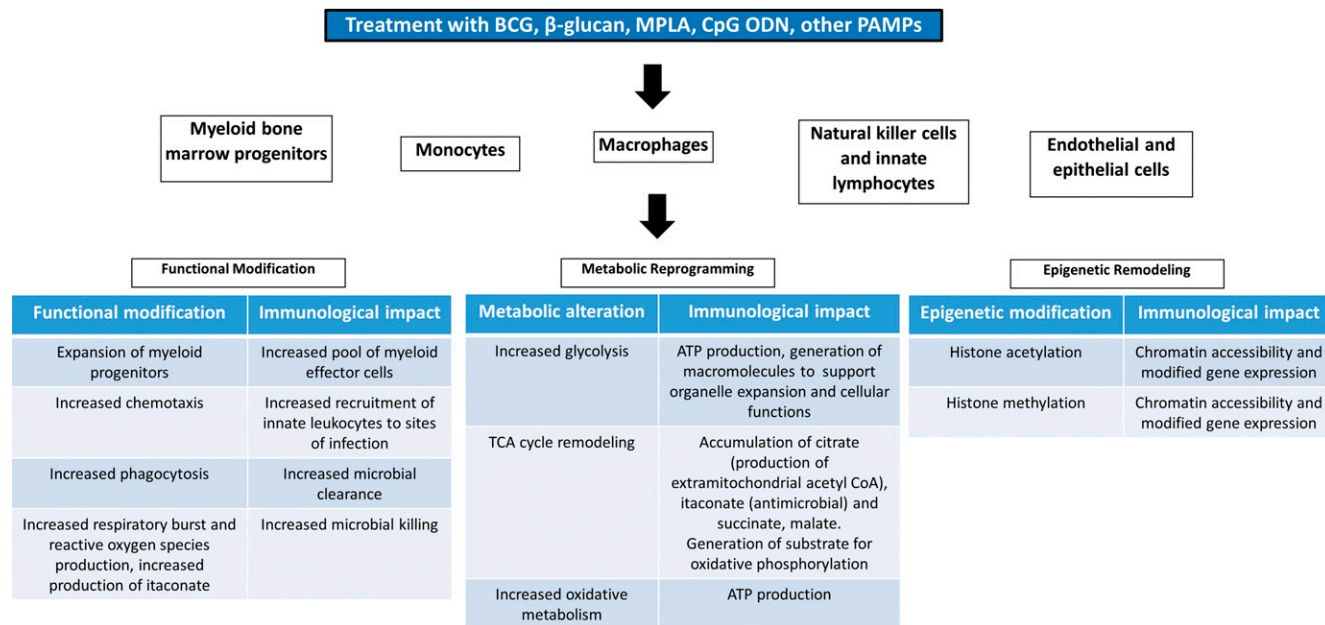 Treatment with BCG, β-glucan, MPLA, CpG ODN, other PAMPs
Myeloid bone
marrow progenitors
Monocytes
Macrophages
Natural killer cells
and innate
lymphocytes
Endothelial and
epithelial cells
Functional Modification
Functional modification
Immunological impact
Expansion of myeloid
progenitors
Increased pool of myeloid
effector cells
Increased chemotaxis
Increased recruitment of
innate leukocytes to sites
of infection
Increased phagocytosis
Increased microbial
clearance
Increased respiratory burst and
reactive oxygen species
production, increased
production of itaconate
Increased microbial killing
Metabolic Reprogramming
Metabolic alteration
Immunological impact
Increased glycolysis
ATP production, generation of
macromolecules to support
organelle expansion and cellular
functions
TCA cycle remodeling
Accumulation of citrate
(production of
extramitochondrial acetyl CoA),
itaconate (antimicrobial) and
succinate, malate.
Generation of substrate for
oxidative phosphorylation
Increased oxidative
metabolism
ATP production
Epigenetic Remodeling
Epigenetic modification
Immunological impact
Histone acetylation
Chromatin accessibility and
modified gene expression
Histone methylation
Chromatin accessibility and
modified gene expression